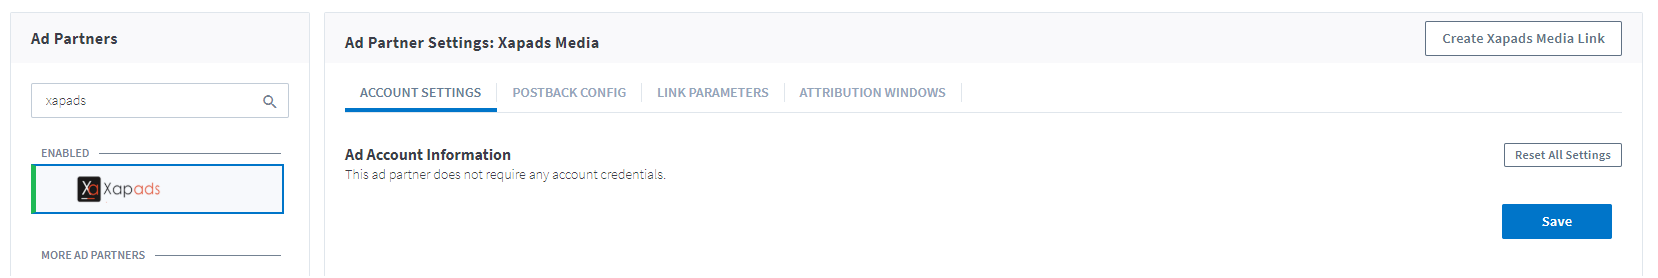 Ad Partners
xapads
ENABLED
Xa Xapads
MORE AD PARTNERS
Ad Partner Settings: Xapads Media
Create Xapads Media Link
ACCOUNT SETTINGS
POSTBACK CONFIG
LINK PARAMETERS
ATTRIBUTION WINDOWS
Ad Account Information
Reset All Settings
This ad partner does not require any account credentials.
Save